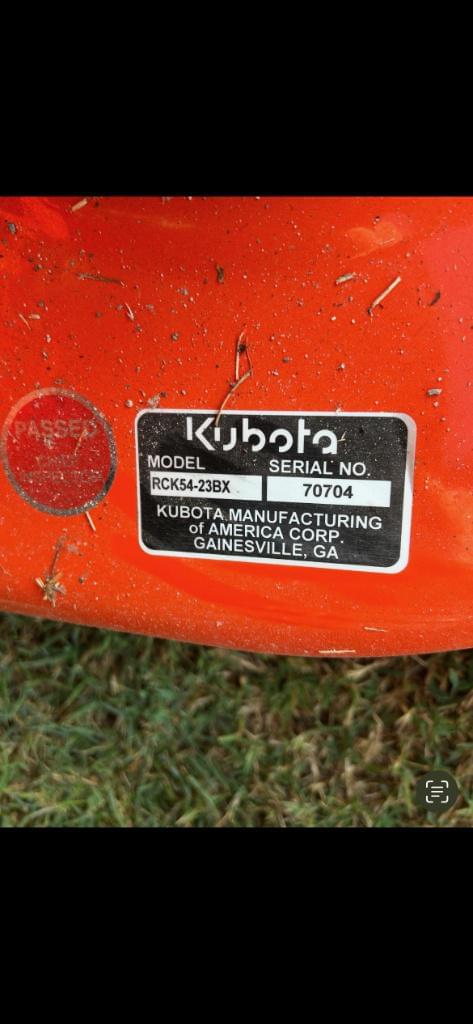 PASSED
Kubota
MODEL SERIAL NO.
RCK54-23BX 70704
KUBOTA MANUFACTURING
of AMERICA CORP.
GAINESVILLE, GA